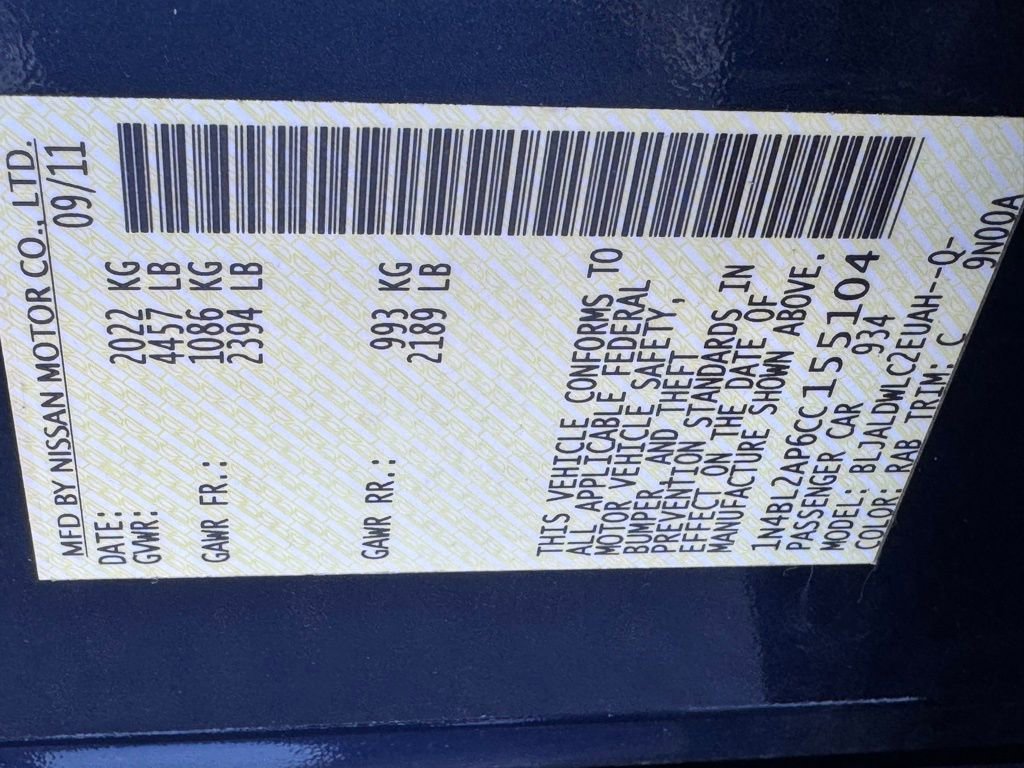 MFD BY NISSAN MOTOR CO., LTD.
DATE: 09/11
GVWR: 2022 KG
4457 LB
GAWR FR.: 1086 KG
2394 LB
GAWR RR.: 993 KG
2189 LB
THIS VEHICLE CONFORMS TO
ALL APPLICABLE FEDERAL
MOTOR VEHICLE SAFETY,
BUMPER, AND THEFT
PREVENTION STANDARDS IN
EFFECT ON THE DATE OF
MANUFACTURE SHOWN ABOVE.
1N4BL2AP6CC155104
PASSENGER CAR 934
MODEL: BLJALDWLC2EUAH--Q-
COLOR: RAB TRIM: C 9N00A